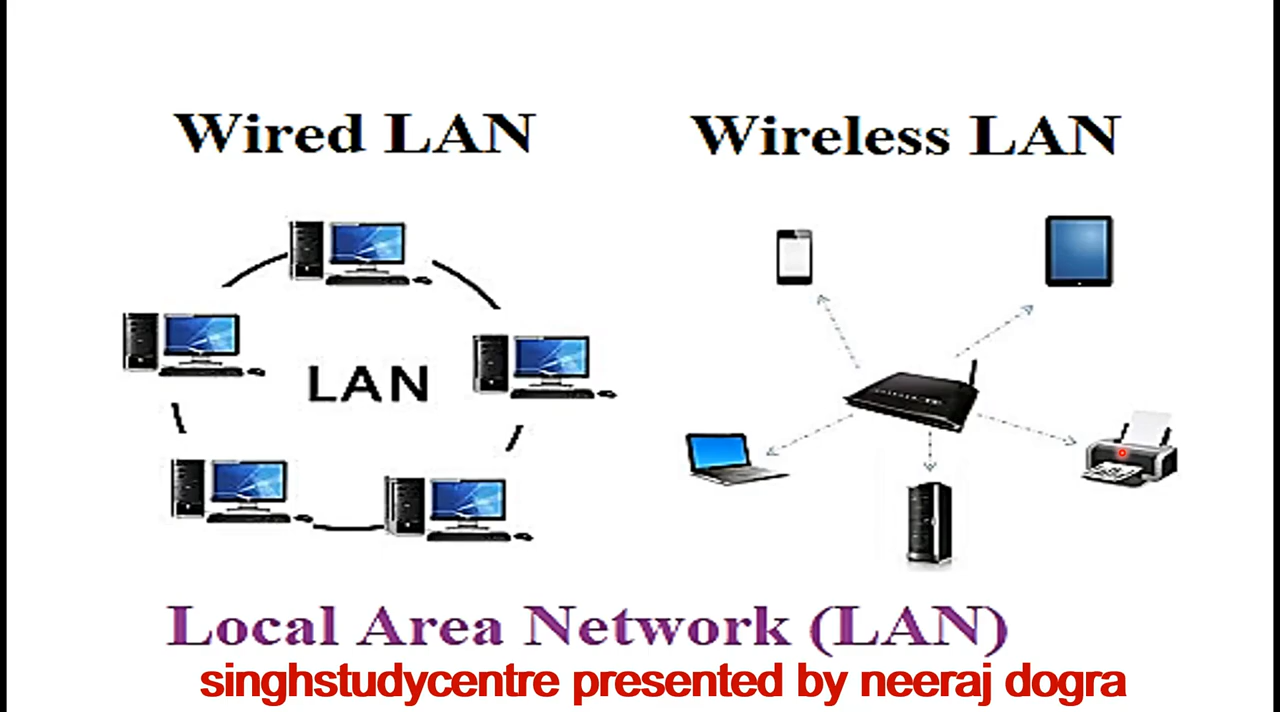 Wired LAN
Wireless LAN
LAN
Local Area Network (LAN)
singhstudycentre presented by neeraj dogra